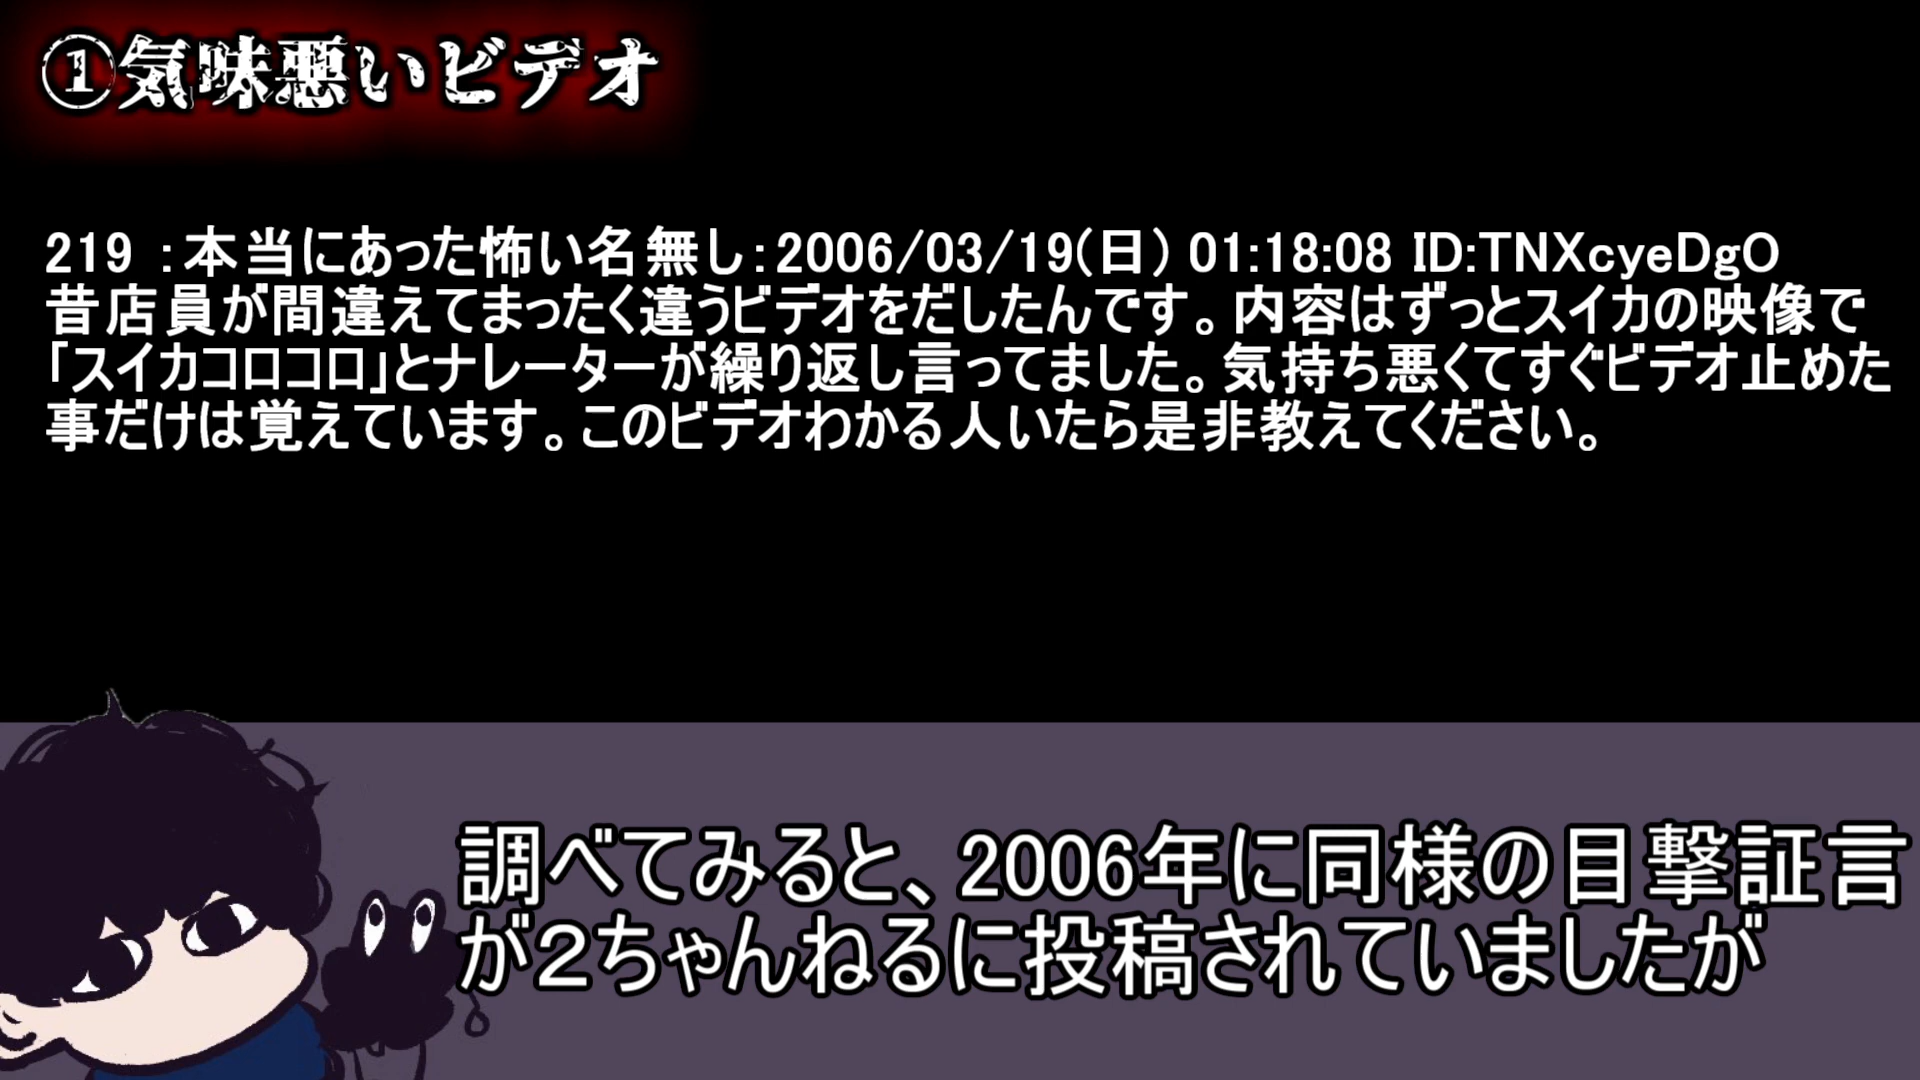 ①気味悪いビデオ
219 ：本当にあった怖い名無し：2006/03/19(日) 01:18:08 ID:TNXcyeDgO
昔店員が間違えてまったく違うビデオをだしたんです。内容はずっとスイカの映像で
「スイカコロコロ」とナレーターが繰り返し言ってました。気持ち悪くてすぐビデオ止めた
事だけは覚えています。このビデオわかる人いたら是非教えてください。
調べてみると、2006年に同様の目撃証言
が２ちゃんねるに投稿されていましたが